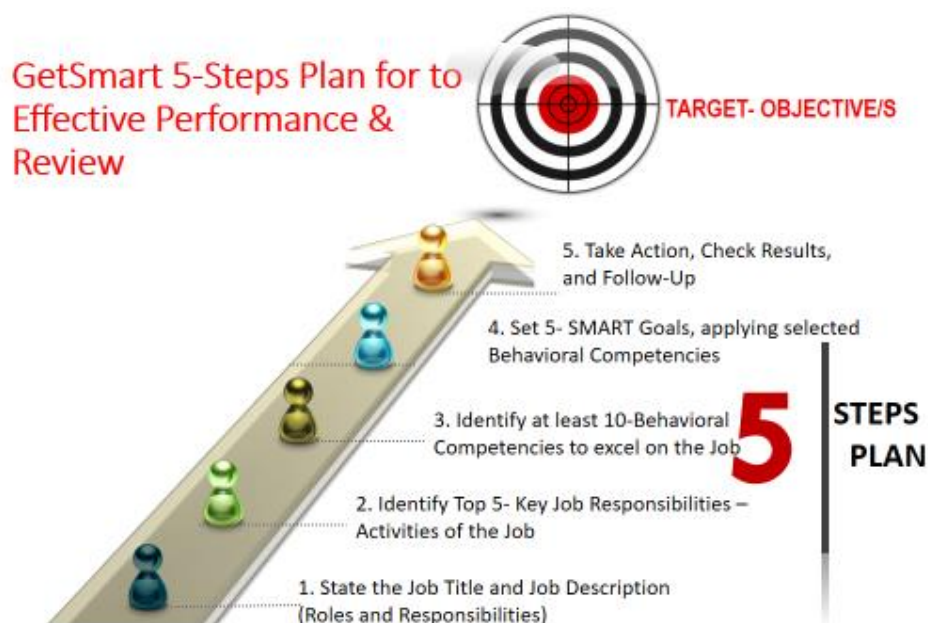 GetSmart 5-Steps Plan for to
Effective Performance &
Review
TARGET- OBJECTIVE/S
5. Take Action, Check Results,
and Follow-Up
4. Set 5- SMART Goals, applying selected
Behavioral Competencies
3. Identify at least 10-Behavioral
Competencies to excel on the Job
5
STEPS
PLAN
2. Identify Top 5- Key Job Responsibilities –
Activities of the Job
1. State the Job Title and Job Description
(Roles and Responsibilities)